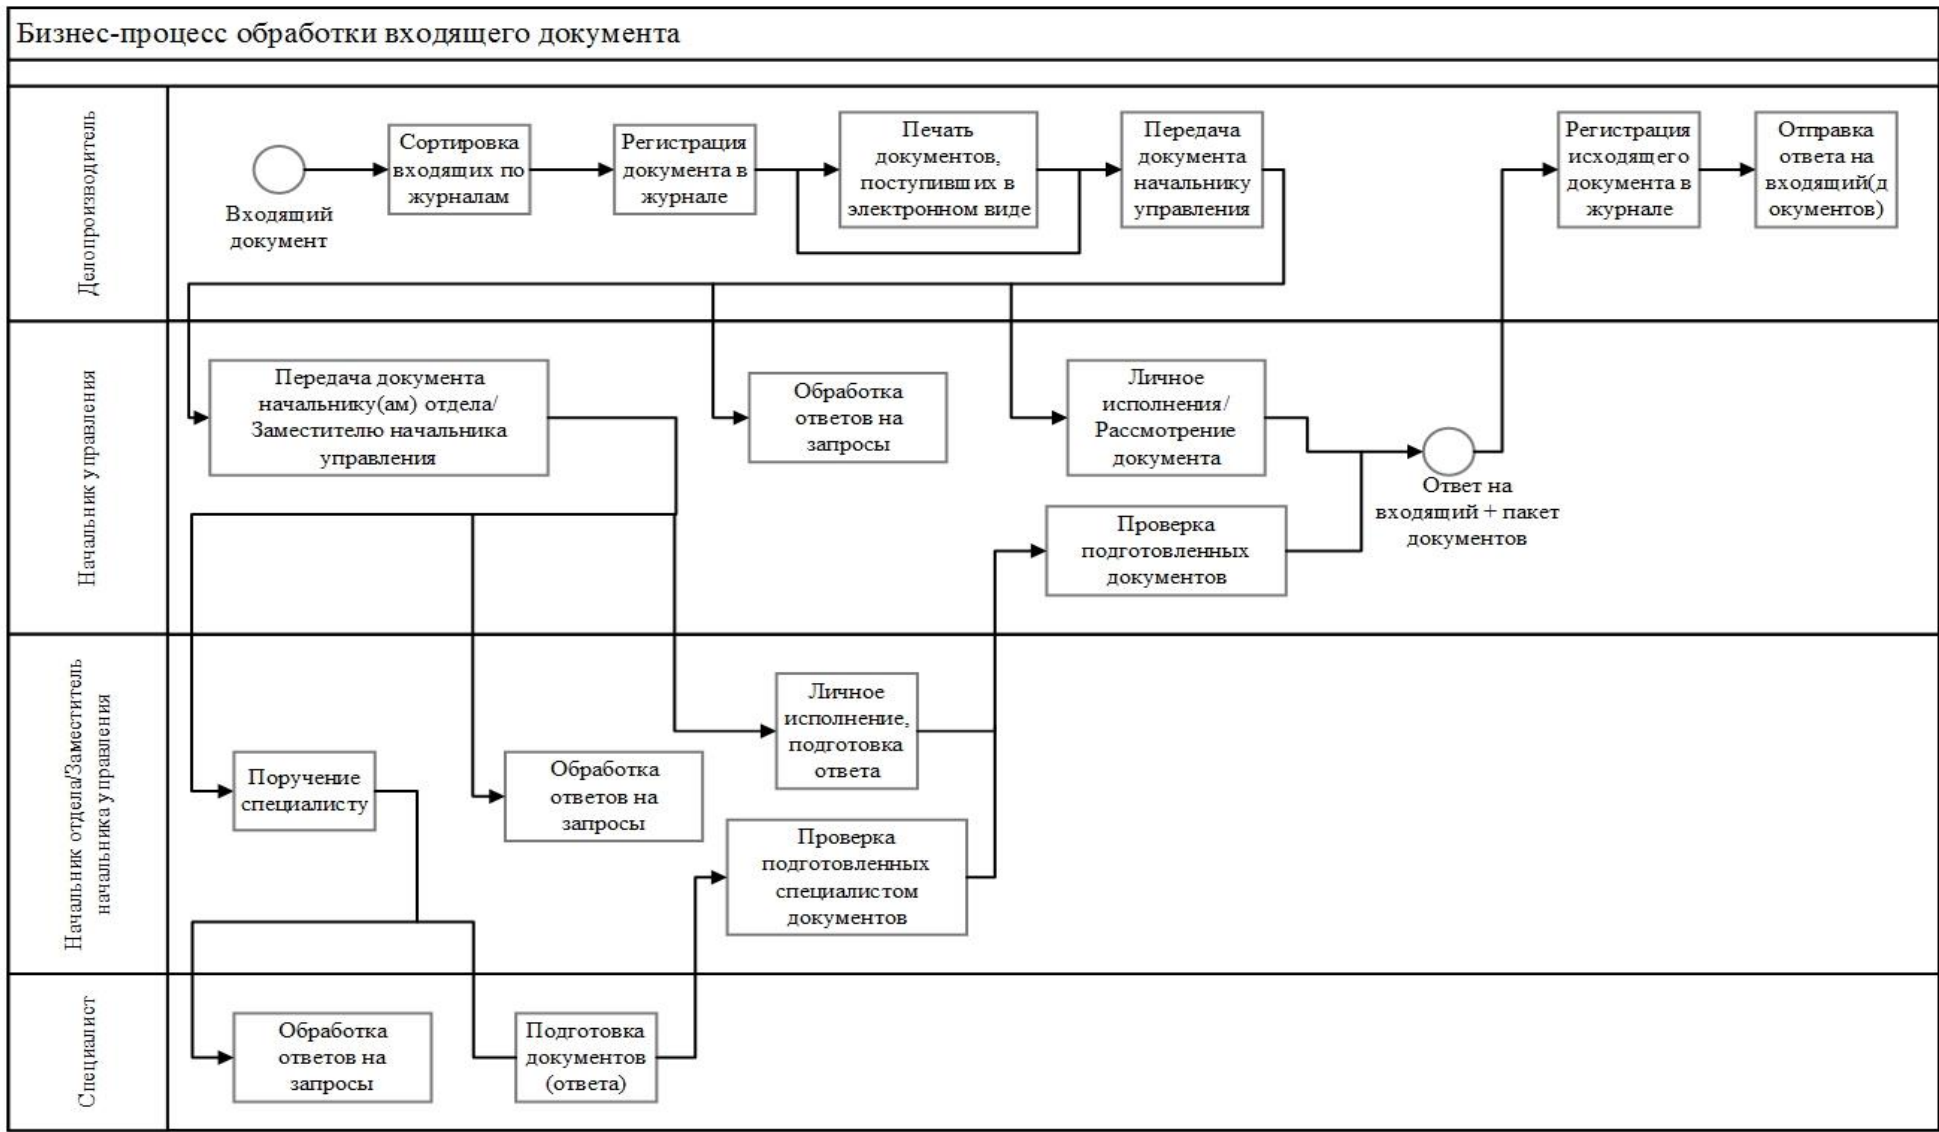 Бизнес-процесс обработки входящего документа
Делопроизводитель
Входящий
документ
Сортировка
входящих по
журналам
Регистрация
документа в
журнале
Печать
документов,
поступивших в
электронном виде
Передача
документа
начальнику
управления
Регистрация
исходящего
документа в
журнале
Отправка
ответа на
входящий(д
окументов)
Начальник управления
Передача документа
начальнику(ам) отдела/
Заместителю начальника
управления
Обработка
ответов на
запросы
Личное
исполнения/
Рассмотрение
документа
Ответ на
входящий + пакет
документов
Проверка
подготовленных
документов
Начальник отдела/Заместитель
начальника управления
Поручение
специалисту
Обработка
ответов на
запросы
Личное
исполнение,
подготовка
ответа
Проверка
подготовленных
специалистом
документов
Специалист
Обработка
ответов на
запросы
Подготовка
документов
(ответа)